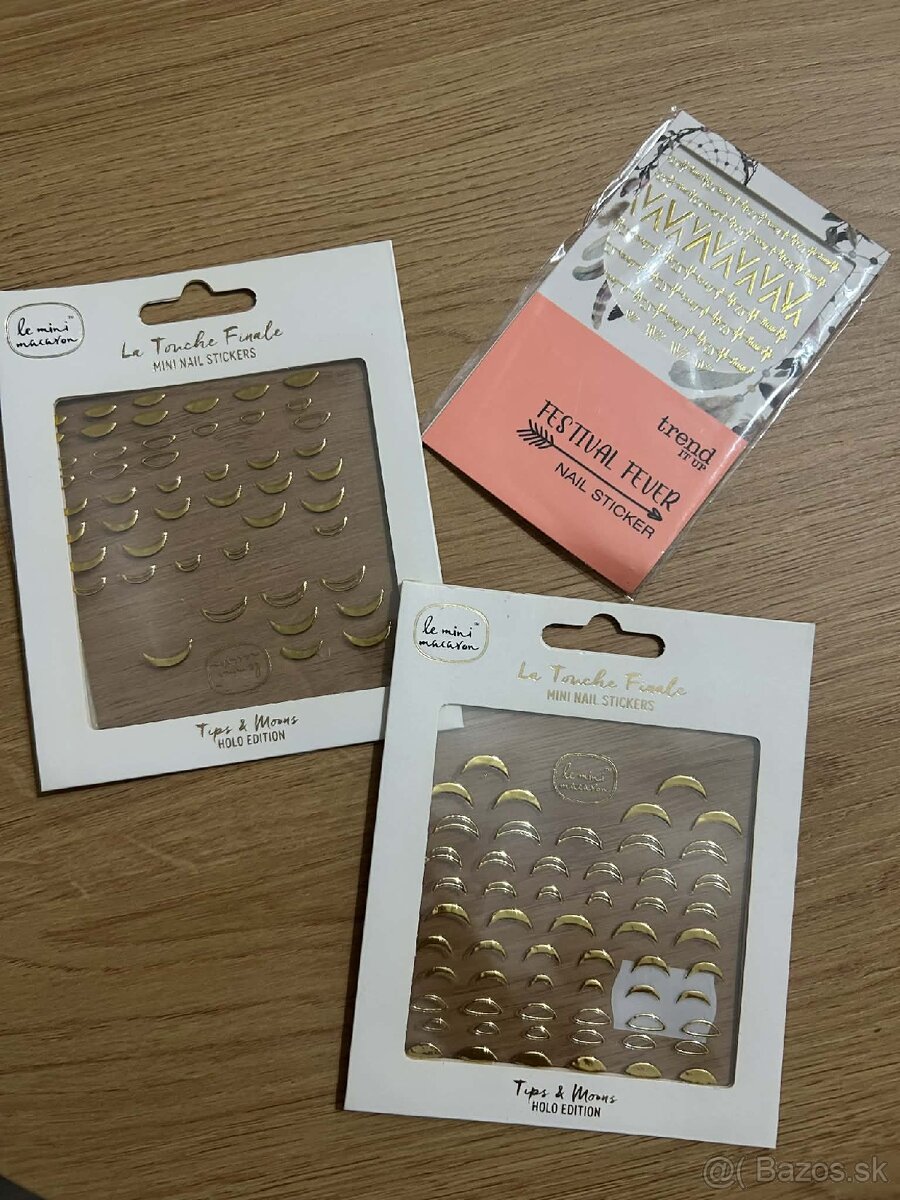 le mini
macaron
La Touche Finale
MINI NAIL STICKERS
Tips & Moons
HOLO EDITION
trend
IT UP
FESTIVAL FEVER
NAIL STICKER
le mini
macaron
La Touche Finale
MINI NAIL STICKERS
le mini
macaron
Tips & Moons
HOLO EDITION
@( Bazos.sk